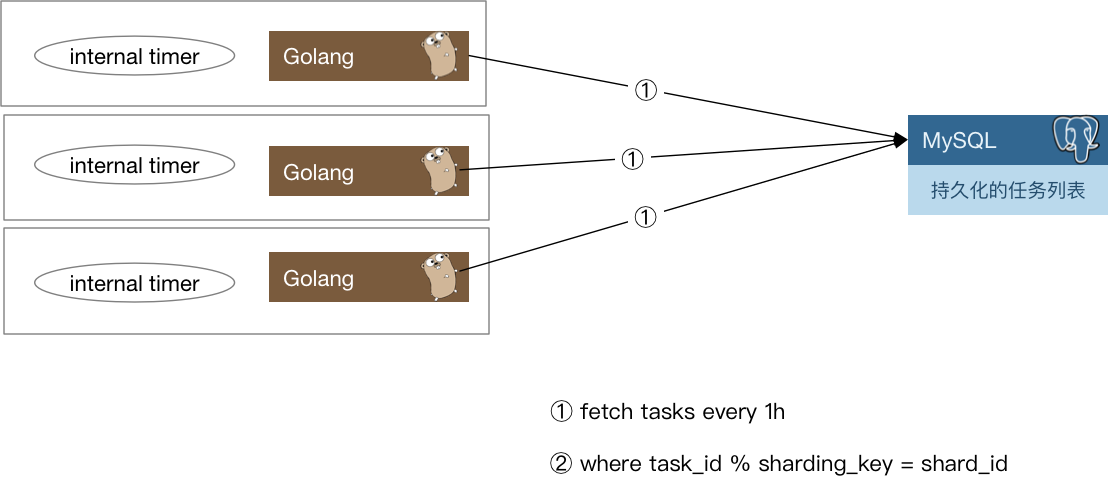 internal timer
Golang
①
internal timer
Golang
①
MySQL
持久化的任务列表
①
internal timer
Golang
① fetch tasks every 1h
② where task_id % sharding_key = shard_id